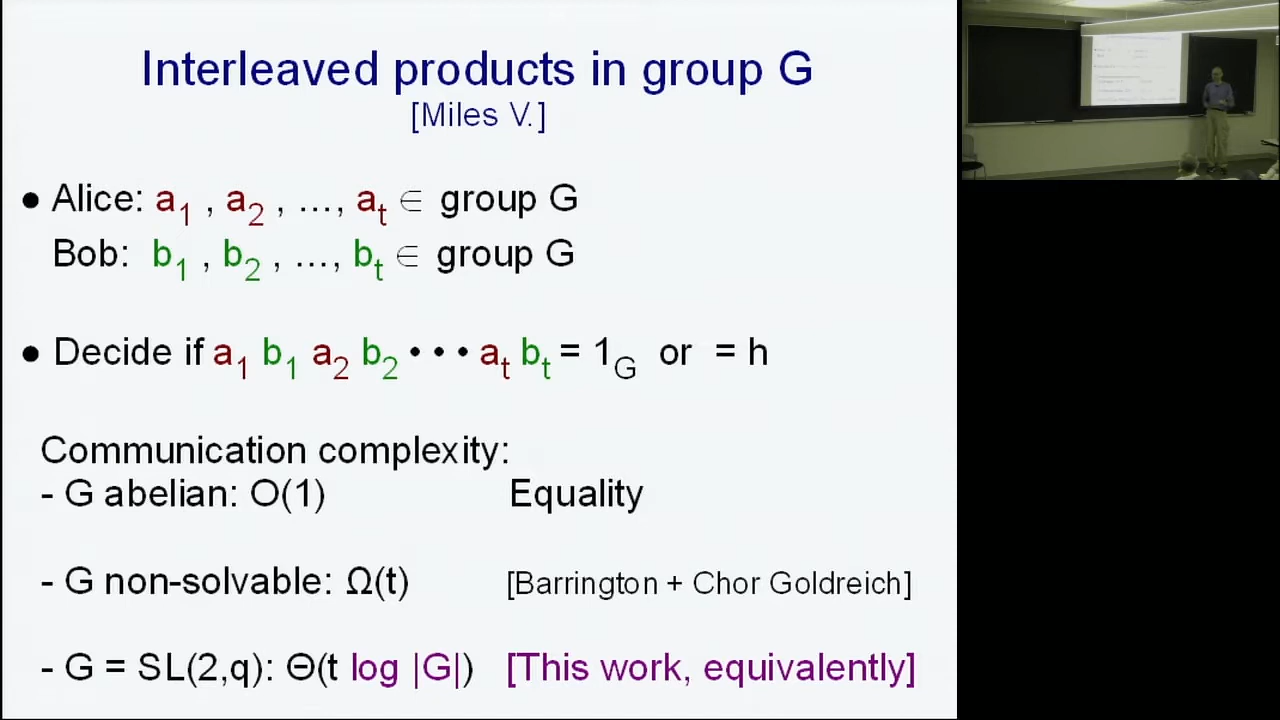 Interleaved products in group G
[Miles V.]
● Alice: a₁ , a₂ , ..., aₜ ∈ group G
Bob: b₁ , b₂ , ..., bₜ ∈ group G
● Decide if a₁ b₁ a₂ b₂ • • • aₜ bₜ = 1_G or = h
Communication complexity:
- G abelian: O(1) Equality
- G non-solvable: Ω(t) [Barrington + Chor Goldreich]
- G = SL(2,q): Θ(t log |G|) [This work, equivalently]